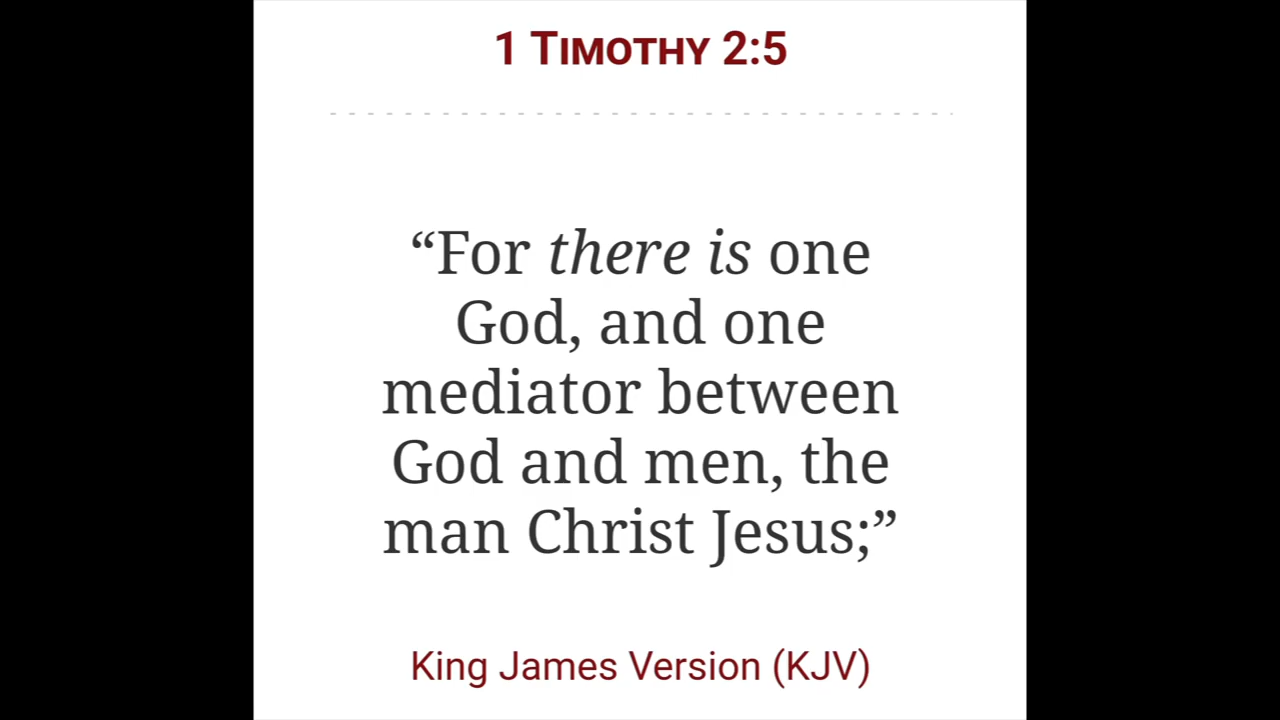 1 Timothy 2:5
“For there is one
God, and one
mediator between
God and men, the
man Christ Jesus;”
King James Version (KJV)